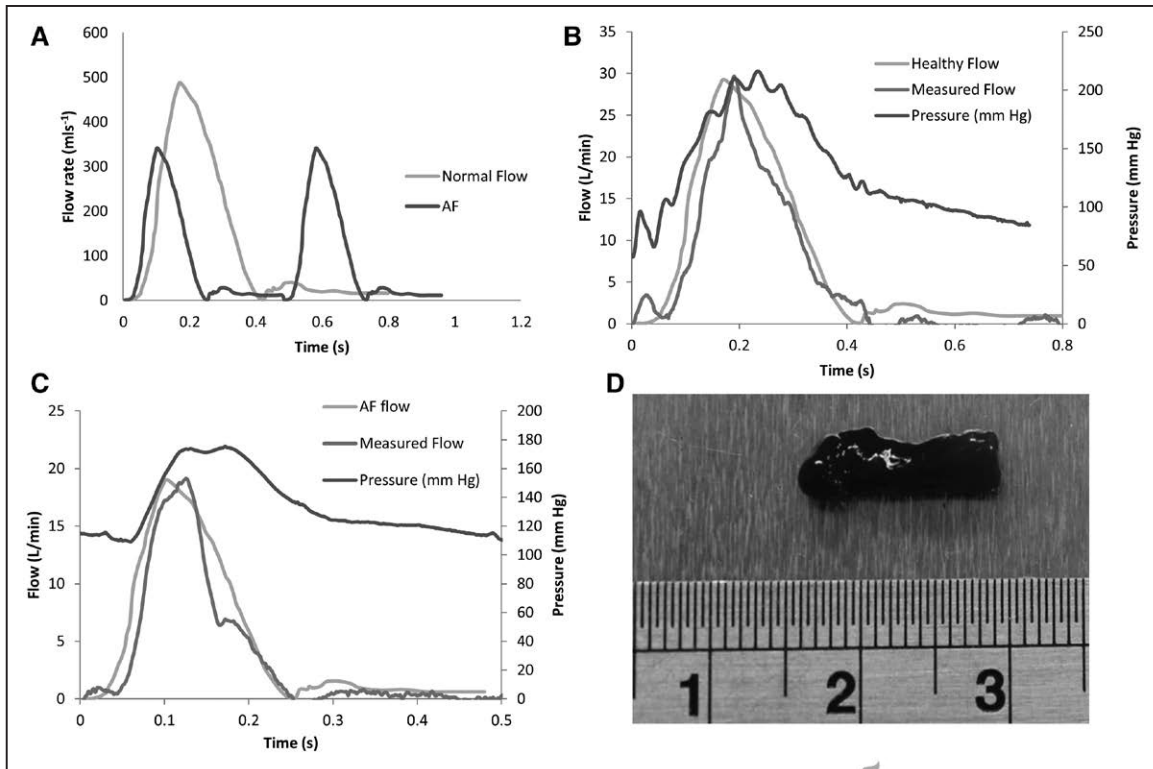 A
600
500
400
300
200
100
0
Flow rate (mls⁻¹)
Normal Flow
AF
0 0.2 0.4 0.6 0.8 1 1.2
Time (s)
B
35
30
25
20
15
10
5
0
Flow (L/min)
Healthy Flow
Measured Flow
Pressure (mm Hg)
250
200
150
100
50
0
Pressure (mm Hg)
0 0.2 0.4 0.6 0.8
Time (s)
C
25
20
15
10
5
0
Flow (L/min)
AF flow
Measured Flow
Pressure (mm Hg)
200
180
160
140
120
100
80
60
40
20
0
Pressure (mm Hg)
0 0.1 0.2 0.3 0.4 0.5
Time (s)
D
1 2 3